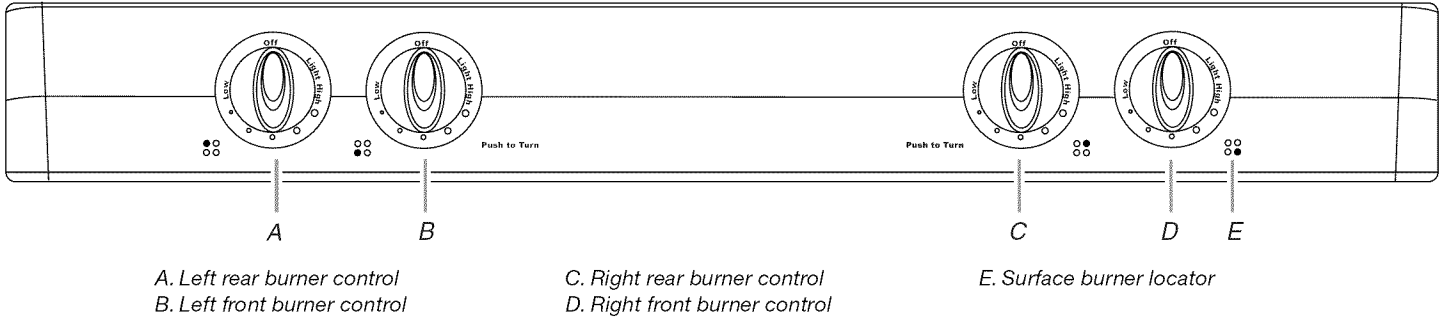 Off Off Off Off
Low Light High Low Light High Low Light High Low Light High
Push to Turn Push to Turn
A B C D E
A. Left rear burner control C. Right rear burner control E. Surface burner locator
B. Left front burner control D. Right front burner control